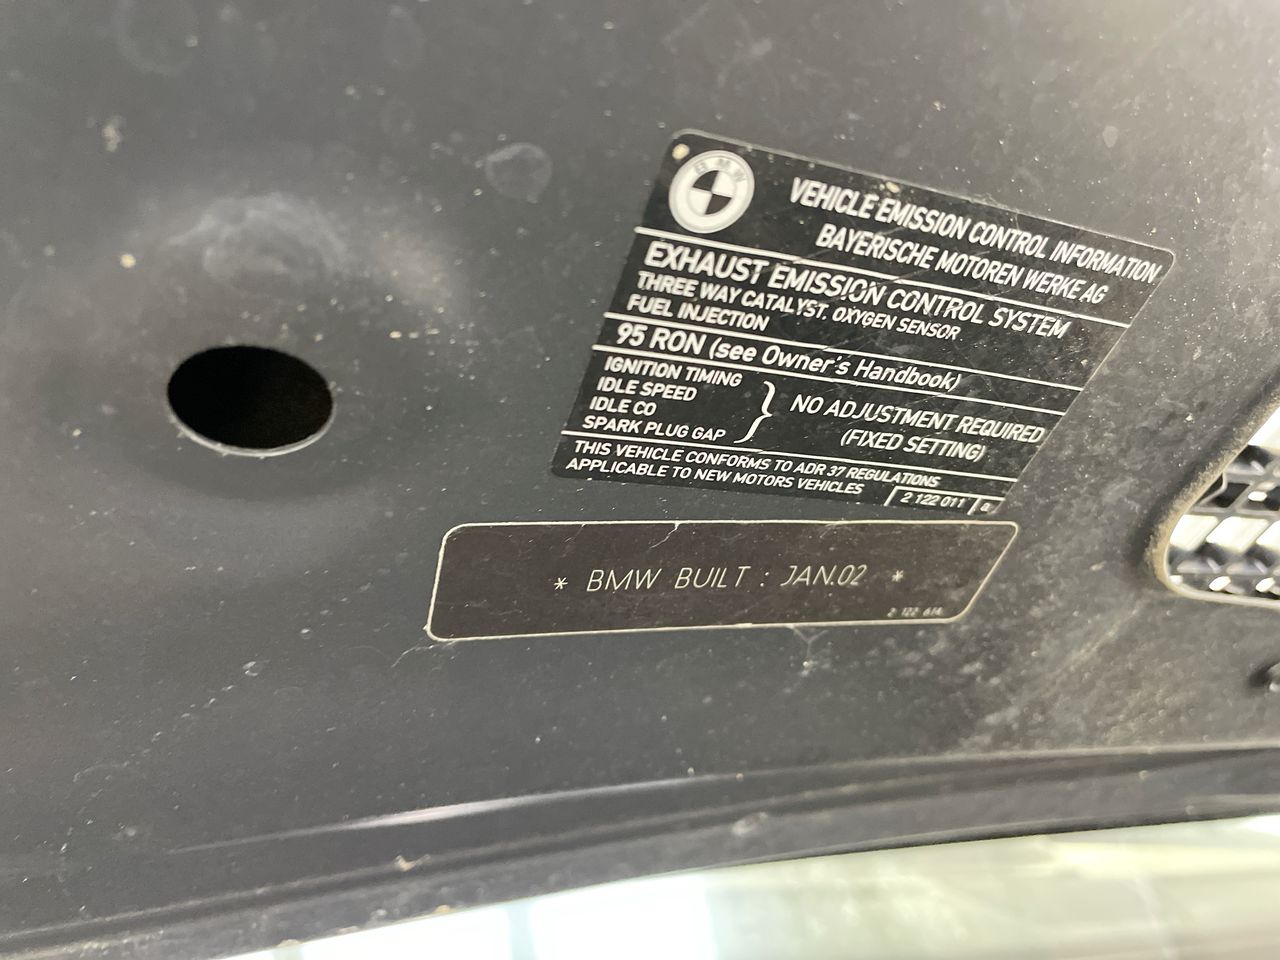 BMW
VEHICLE EMISSION CONTROL INFORMATION
BAYERISCHE MOTOREN WERKE AG
EXHAUST EMISSION CONTROL SYSTEM
THREE WAY CATALYST, OXYGEN SENSOR
FUEL INJECTION
95 RON (see Owner's Handbook)
IGNITION TIMING
IDLE SPEED
IDLE CO
SPARK PLUG GAP
NO ADJUSTMENT REQUIRED
(FIXED SETTING)
THIS VEHICLE CONFORMS TO ADR 37 REGULATIONS
APPLICABLE TO NEW MOTORS VEHICLES
2 122 011 a
* BMW BUILT : JAN.02 *
2 122 614